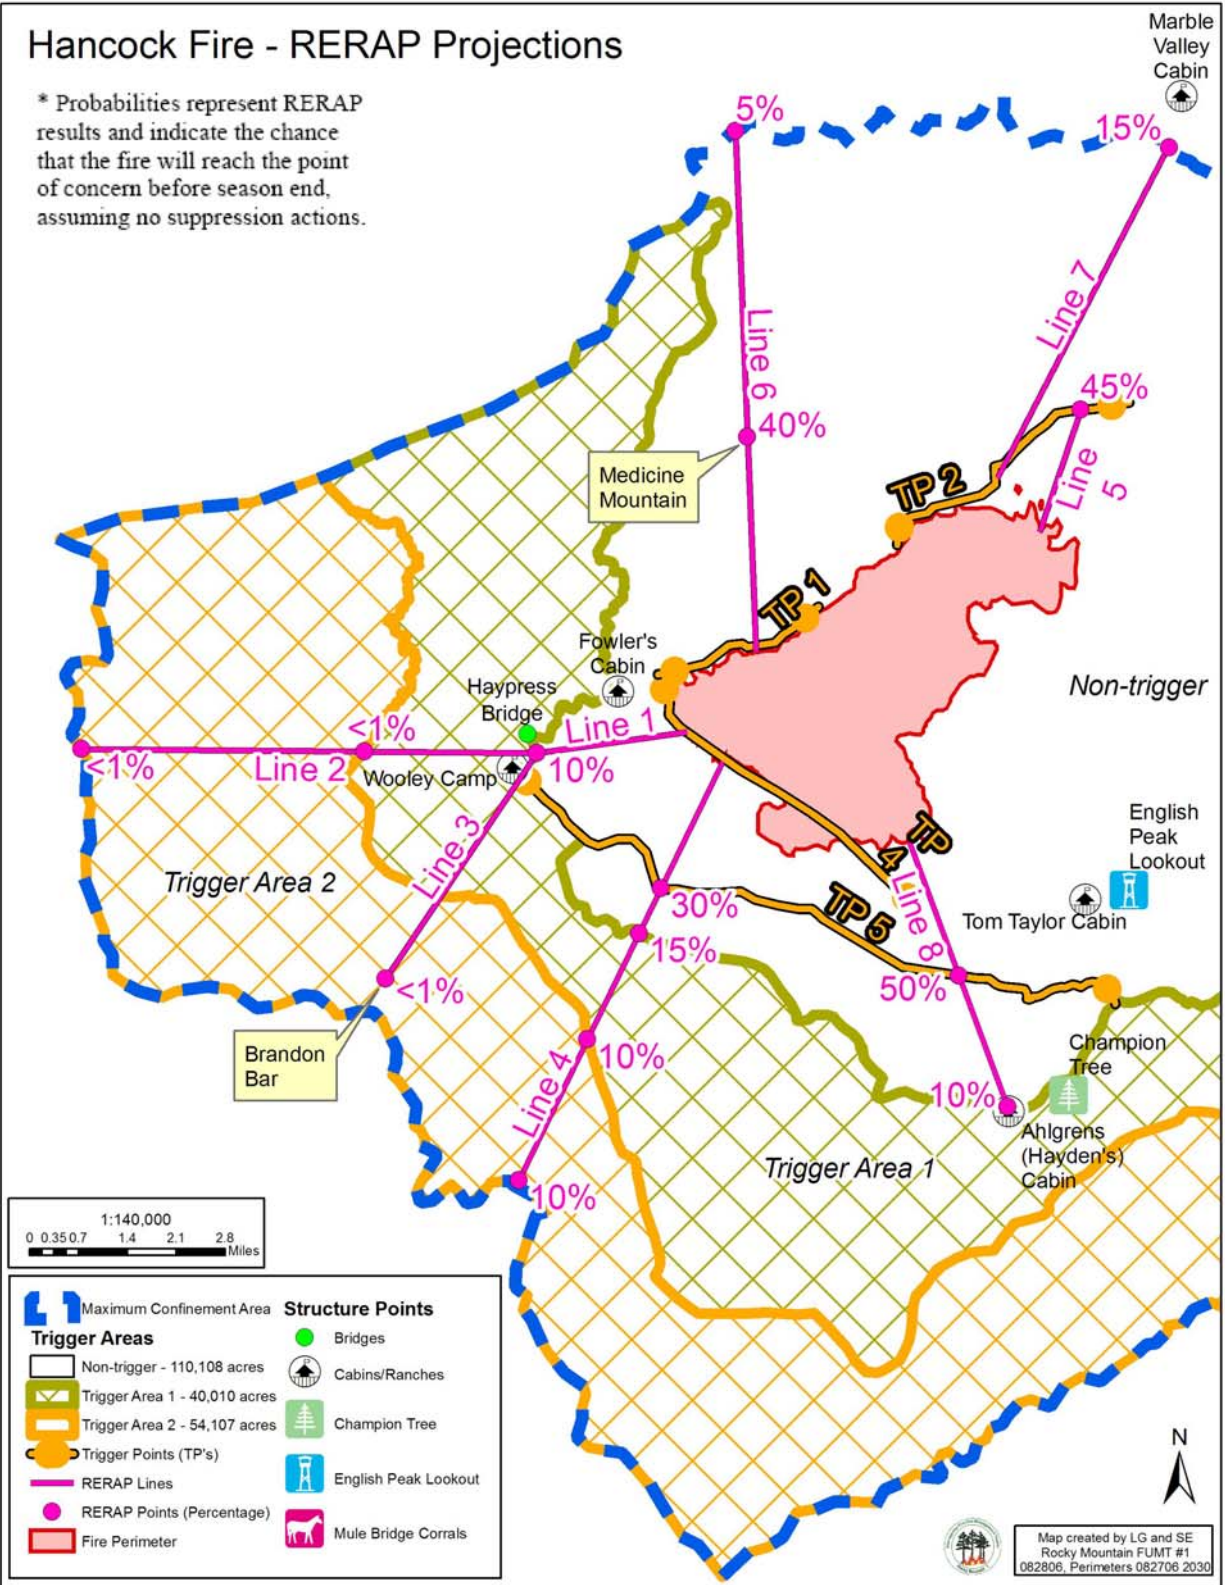 Hancock Fire - RERAP Projections
* Probabilities represent RERAP
results and indicate the chance
that the fire will reach the point
of concern before season end,
assuming no suppression actions.
Marble
Valley
Cabin
5%
15%
Line 7
Line 6
45%
40%
Medicine
Mountain
Line
5
TP 2
TP 1
Fowler's
Cabin
Non-trigger
Haypress
Bridge
Line 1
<1%
<1%
Line 2
Wooley Camp
10%
English
Peak
Lookout
Line 3
TP
4
Trigger Area 2
Line 8
30%
TP 5
Tom Taylor Cabin
15%
<1%
50%
Brandon
Bar
Champion
Tree
10%
10%
Line 4
Ahlgrens
(Hayden's)
Cabin
Trigger Area 1
10%
1:140,000
0 0.35 0.7 1.4 2.1 2.8
Miles
Maximum Confinement Area
Trigger Areas
Non-trigger - 110,108 acres
Trigger Area 1 - 40,010 acres
Trigger Area 2 - 54,107 acres
Trigger Points (TP's)
RERAP Lines
RERAP Points (Percentage)
Fire Perimeter
Structure Points
Bridges
Cabins/Ranches
Champion Tree
English Peak Lookout
Mule Bridge Corrals
N
Map created by LG and SE
Rocky Mountain FUMT #1
082806, Perimeters 082706 2030